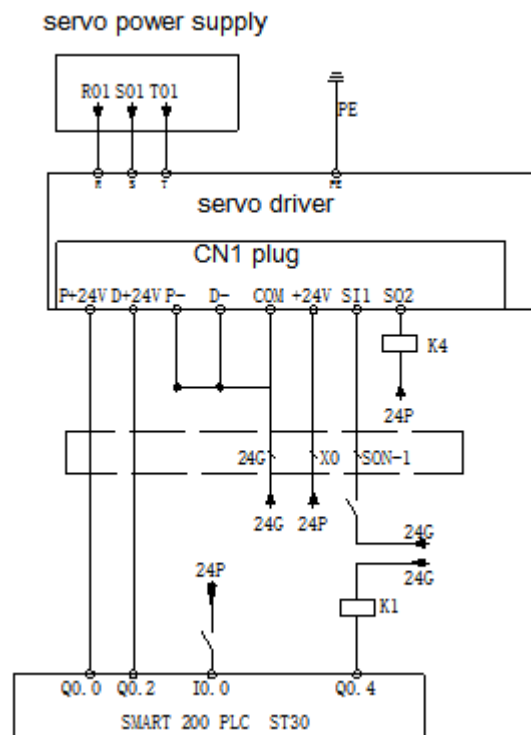 servo power supply
R01 S01 T01
PE
R S T PE
servo driver
CN1 plug
P+24V D+24V P- D- COM +24V SI1 SO2
K4
24P
24G X0 SON-1
24G 24P
24G
24P 24G
K1
Q0.0 Q0.2 I0.0 Q0.4
SMART 200 PLC ST30